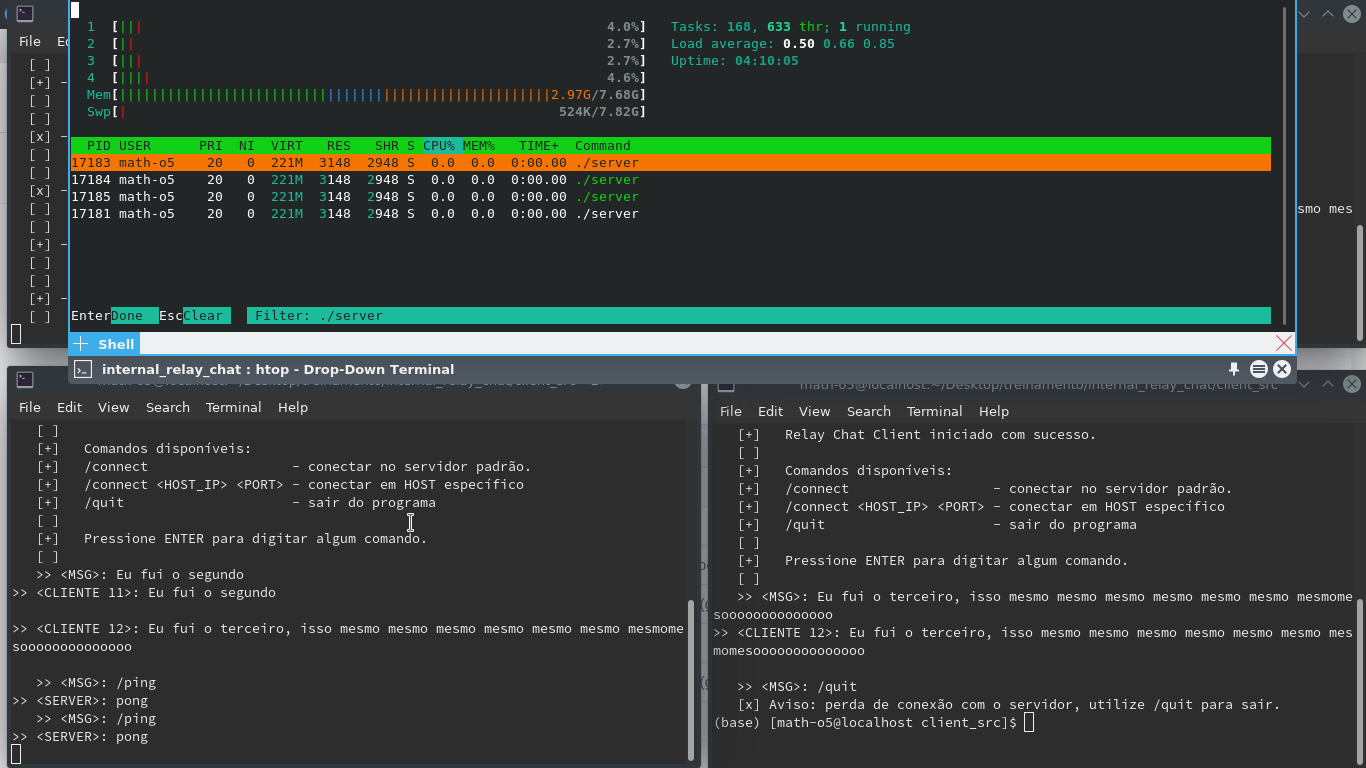 1 [||| 4.0%] Tasks: 168, 633 thr; 1 running
2 [|| 2.7%] Load average: 0.50 0.66 0.85
3 [||| 2.7%] Uptime: 04:10:05
4 [|||| 4.6%]
Mem[||||||||||||||||||||||||||||||||||||||||||||||||||||||2.97G/7.68G]
Swp[| 524K/7.82G]
PID USER PRI NI VIRT RES SHR S CPU% MEM% TIME+ Command
17183 math-o5 20 0 221M 3148 2948 S 0.0 0.0 0:00.00 ./server
17184 math-o5 20 0 221M 3148 2948 S 0.0 0.0 0:00.00 ./server
17185 math-o5 20 0 221M 3148 2948 S 0.0 0.0 0:00.00 ./server
17181 math-o5 20 0 221M 3148 2948 S 0.0 0.0 0:00.00 ./server
EnterDone EscClear Filter: ./server
Shell
internal_relay_chat : htop - Drop-Down Terminal
File
[ ]
[+] -
[ ]
[ ]
[x] -
[ ]
[ ]
[x] -
[ ]
[ ]
[+] -
[ ]
[ ]
[+] -
[ ]
smo mes
File Edit View Search Terminal Help
[ ]
[+] Comandos disponíveis:
[+] /connect - conectar no servidor padrão.
[+] /connect <HOST_IP> <PORT> - conectar em HOST específico
[+] /quit - sair do programa
[ ]
[+] Pressione ENTER para digitar algum comando.
[ ]
>> <MSG>: Eu fui o segundo
>> <CLIENTE 11>: Eu fui o segundo
>> <CLIENTE 12>: Eu fui o terceiro, isso mesmo mesmo mesmo mesmo mesmo mesmo mesmome
soooooooooooooo
>> <MSG>: /ping
>> <SERVER>: pong
>> <MSG>: /ping
>> <SERVER>: pong
math-o5@localhost:~/Desktop/treinamento/internal_relay_chat/client_src
File Edit View Search Terminal Help
[+] Relay Chat Client iniciado com sucesso.
[ ]
[+] Comandos disponíveis:
[+] /connect - conectar no servidor padrão.
[+] /connect <HOST_IP> <PORT> - conectar em HOST específico
[+] /quit - sair do programa
[ ]
[+] Pressione ENTER para digitar algum comando.
[ ]
>> <MSG>: Eu fui o terceiro, isso mesmo mesmo mesmo mesmo mesmo mesmo mesmome
soooooooooooooo
>> <CLIENTE 12>: Eu fui o terceiro, isso mesmo mesmo mesmo mesmo mesmo mesmo mes
momesoooooooooooooo
>> <MSG>: /quit
[x] Aviso: perda de conexão com o servidor, utilize /quit para sair.
(base) [math-o5@localhost client_src]$